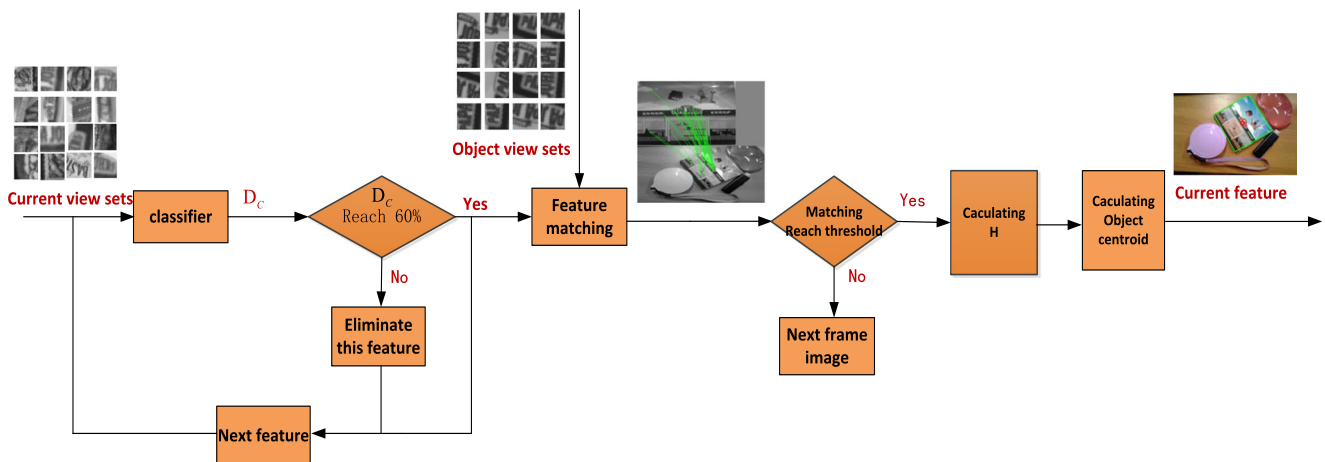 Current view sets
classifier
D_C
D_C
Reach 60%
Yes
No
Eliminate
this feature
Next feature
Object view sets
Feature
matching
Matching
Reach threshold
Yes
No
Next frame
image
Caculating
H
Caculating
Object
centroid
Current feature